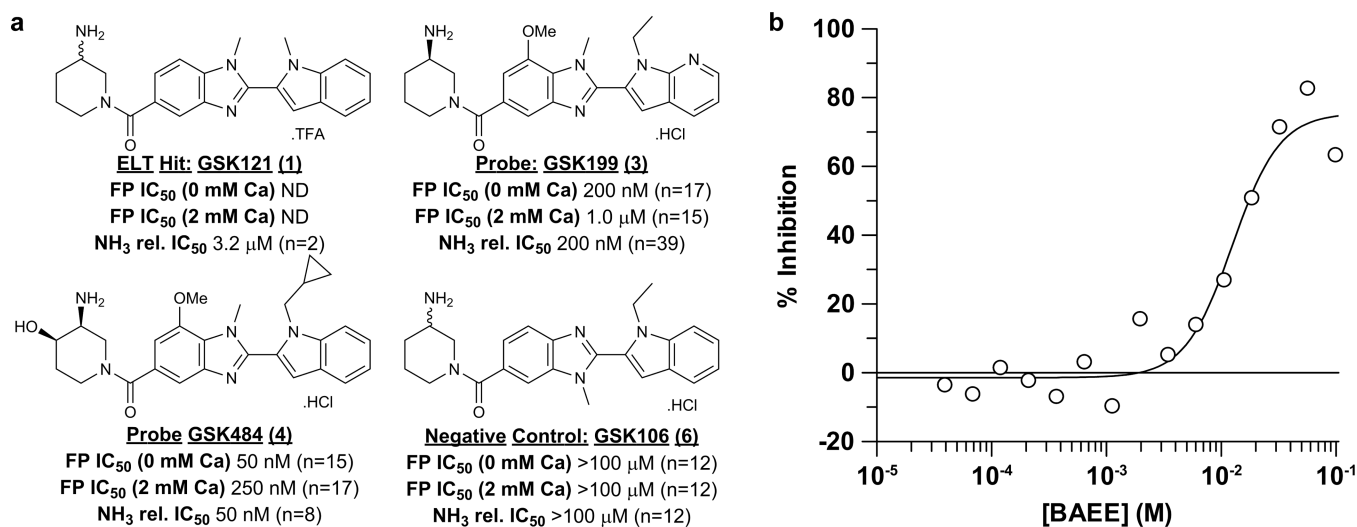 a
NH2
N
N
N
N
O
.TFA
ELT Hit: GSK121 (1)
FP IC50 (0 mM Ca) ND
FP IC50 (2 mM Ca) ND
NH3 rel. IC50 3.2 μM (n=2)
NH2
OMe
N
N
N
N
N
O
.HCl
Probe: GSK199 (3)
FP IC50 (0 mM Ca) 200 nM (n=17)
FP IC50 (2 mM Ca) 1.0 μM (n=15)
NH3 rel. IC50 200 nM (n=39)
NH2
HO
OMe
N
N
N
N
O
.HCl
Probe GSK484 (4)
FP IC50 (0 mM Ca) 50 nM (n=15)
FP IC50 (2 mM Ca) 250 nM (n=17)
NH3 rel. IC50 50 nM (n=8)
NH2
N
N
N
N
O
.HCl
Negative Control: GSK106 (6)
FP IC50 (0 mM Ca) >100 μM (n=12)
FP IC50 (2 mM Ca) >100 μM (n=12)
NH3 rel. IC50 >100 μM (n=12)
b
100
80
60
40
20
0
-20
% Inhibition
10-5
10-4
10-3
10-2
10-1
[BAEE] (M)